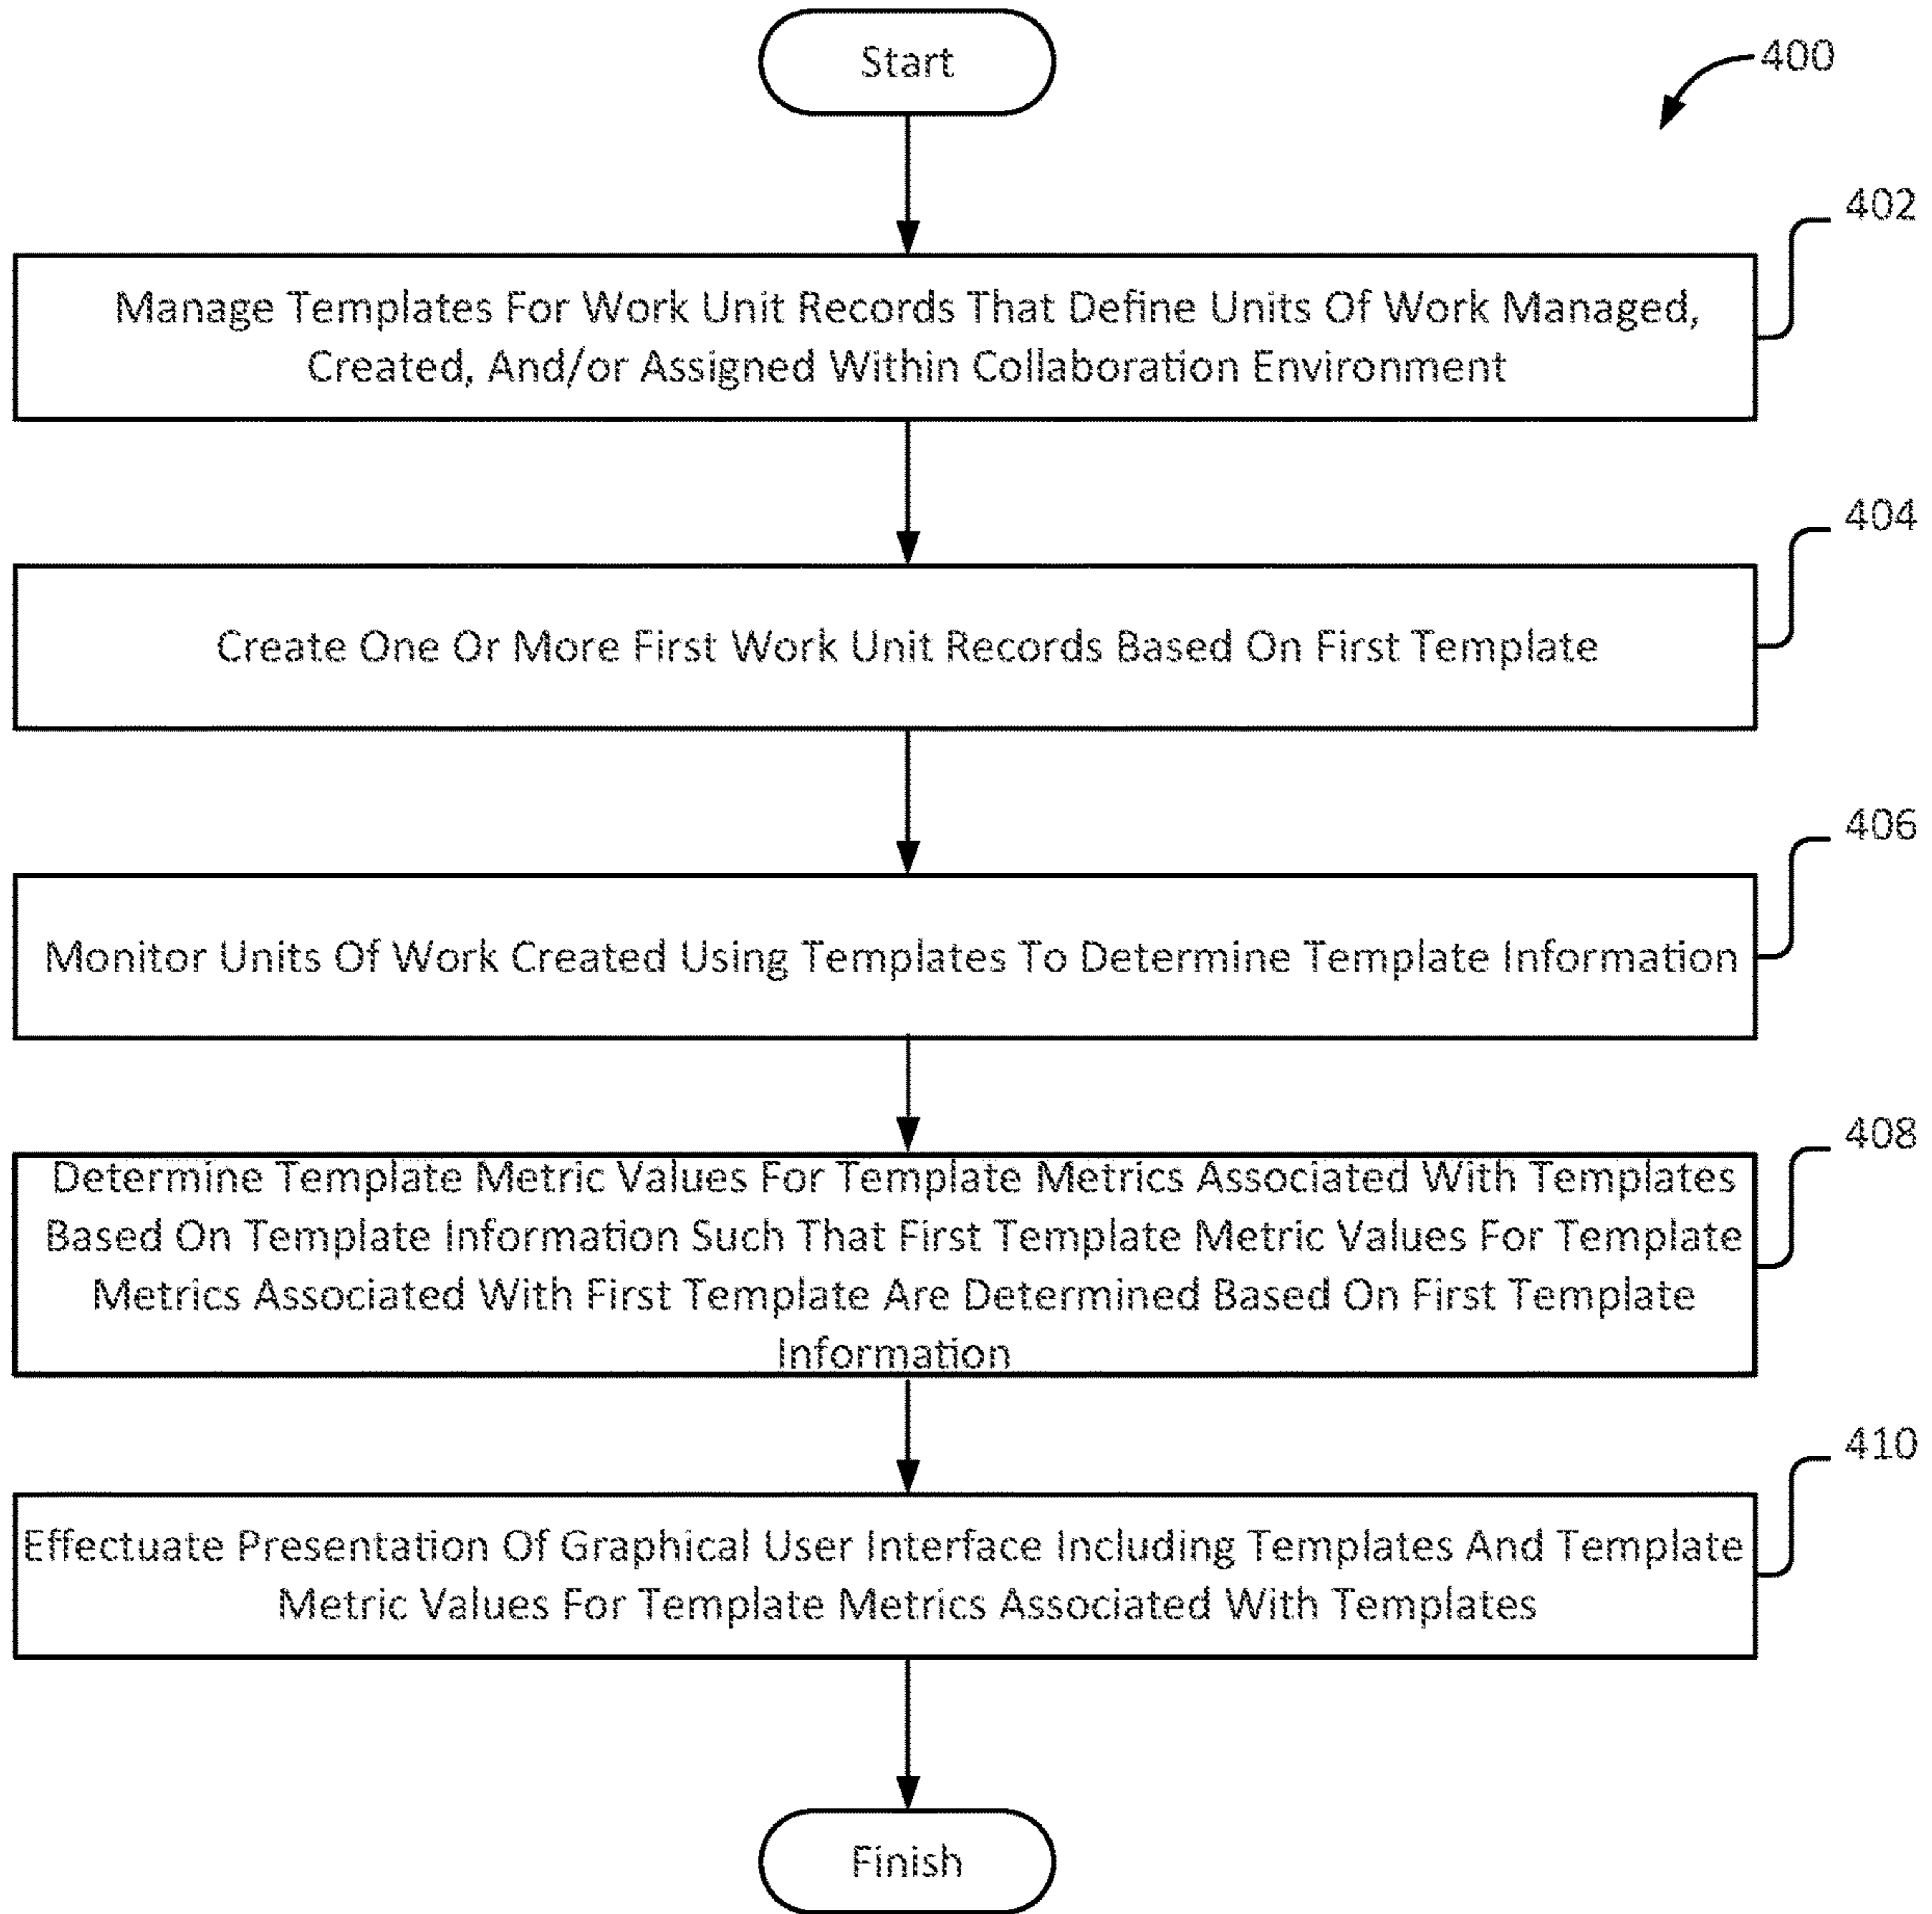 Start
400
402
Manage Templates For Work Unit Records That Define Units Of Work Managed,
Created, And/or Assigned Within Collaboration Environment
404
Create One Or More First Work Unit Records Based On First Template
406
Monitor Units Of Work Created Using Templates To Determine Template Information
408
Determine Template Metric Values For Template Metrics Associated With Templates
Based On Template Information Such That First Template Metric Values For Template
Metrics Associated With First Template Are Determined Based On First Template
Information
410
Effectuate Presentation Of Graphical User Interface Including Templates And Template
Metric Values For Template Metrics Associated With Templates
Finish